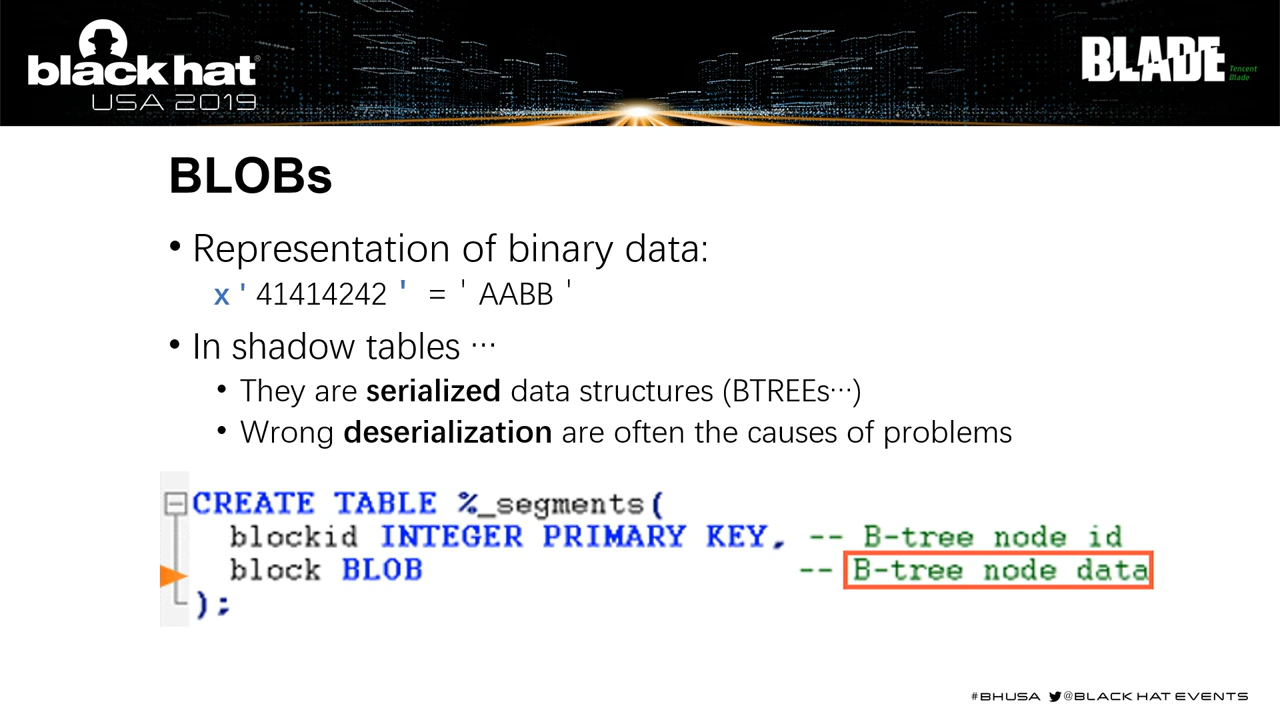 black hat®
USA 2019
BLADE
Tencent
Blade
BLOBs
• Representation of binary data:
x ' 41414242 ' = ' AABB '
• In shadow tables ···
• They are serialized data structures (BTREEs···)
• Wrong deserialization are often the causes of problems
CREATE TABLE %_segments(
blockid INTEGER PRIMARY KEY, -- B-tree node id
block BLOB -- B-tree node data
);
#BHUSA @BLACK HAT EVENTS